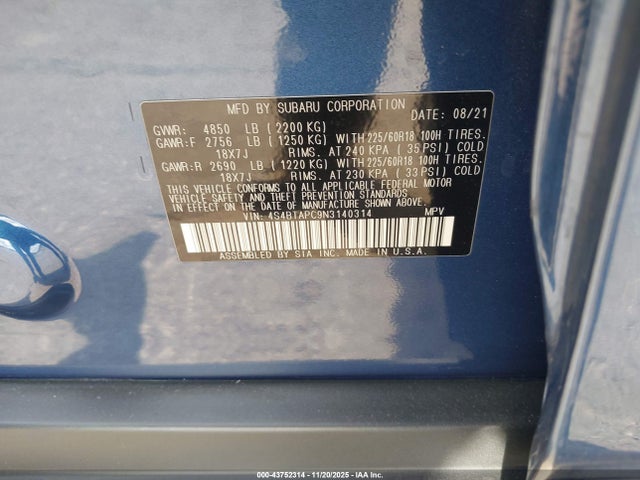 MFD BY SUBARU CORPORATION DATE: 08/21
GVWR: 4850 LB (2200 KG)
GAWR:F 2756 LB (1250 KG) WITH 225/60R18 100H TIRES.
18X7J RIMS. AT 240 KPA (35 PSI) COLD
GAWR:R 2690 LB (1220 KG) WITH 225/60R18 100H TIRES.
18X7J RIMS. AT 230 KPA (33 PSI) COLD
THIS VEHICLE CONFORMS TO ALL APPLICABLE FEDERAL MOTOR
VEHICLE SAFETY AND THEFT PREVENTION STANDARDS IN
EFFECT ON THE DATE OF MANUFACTURE SHOWN ABOVE.
VIN: 4S4BTAPC9N3140314 MPV
ASSEMBLED BY SIA INC. MADE IN U.S.A.
000-43752314 - 11/20/2025 - IAA Inc.